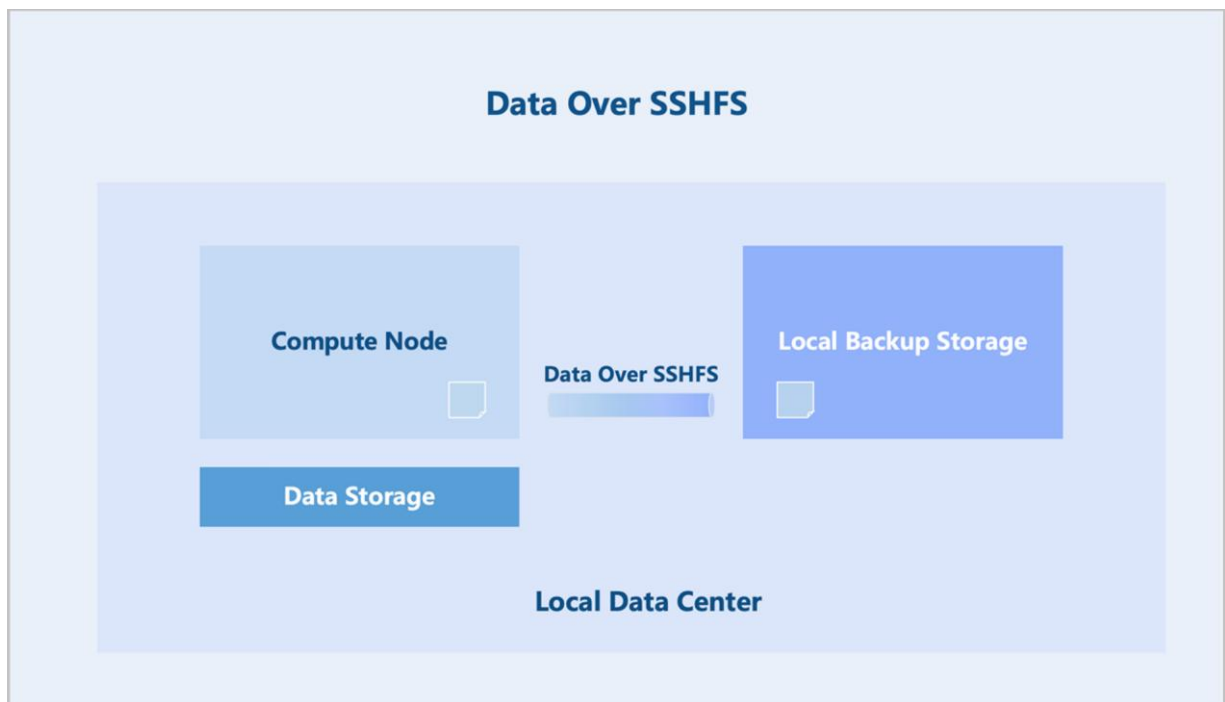 Data Over SSHFS
Compute Node
Local Backup Storage
Data Over SSHFS
Data Storage
Local Data Center